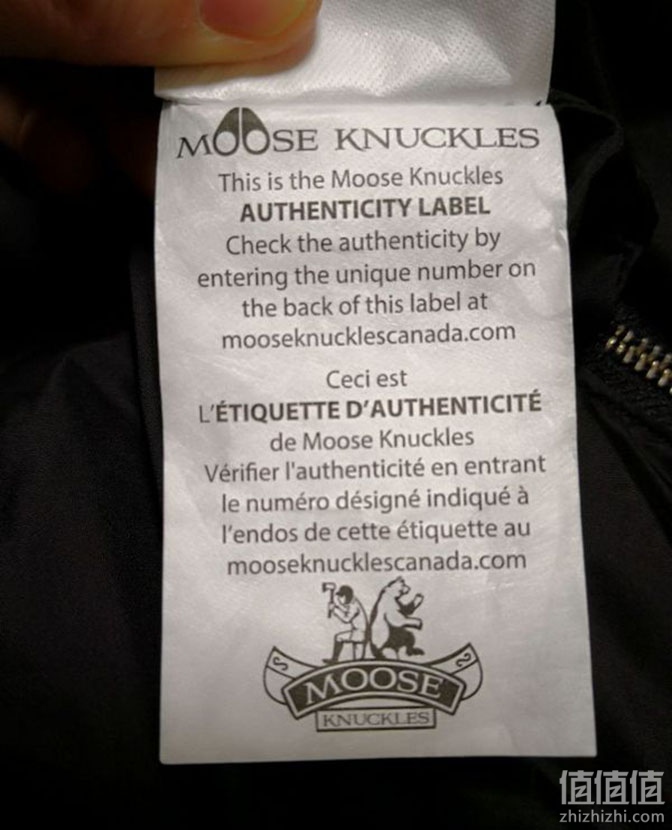 MOOSE KNUCKLES
This is the Moose Knuckles
AUTHENTICITY LABEL
Check the authenticity by
entering the unique number on
the back of this label at
mooseknucklescanada.com
Ceci est
L'ÉTIQUETTE D'AUTHENTICITÉ
de Moose Knuckles
Vérifier l'authenticité en entrant
le numéro désigné indiqué à
l'endos de cette étiquette au
mooseknucklescanada.com
MOOSE
KNUCKLES
值值值
zhizhizhi.com